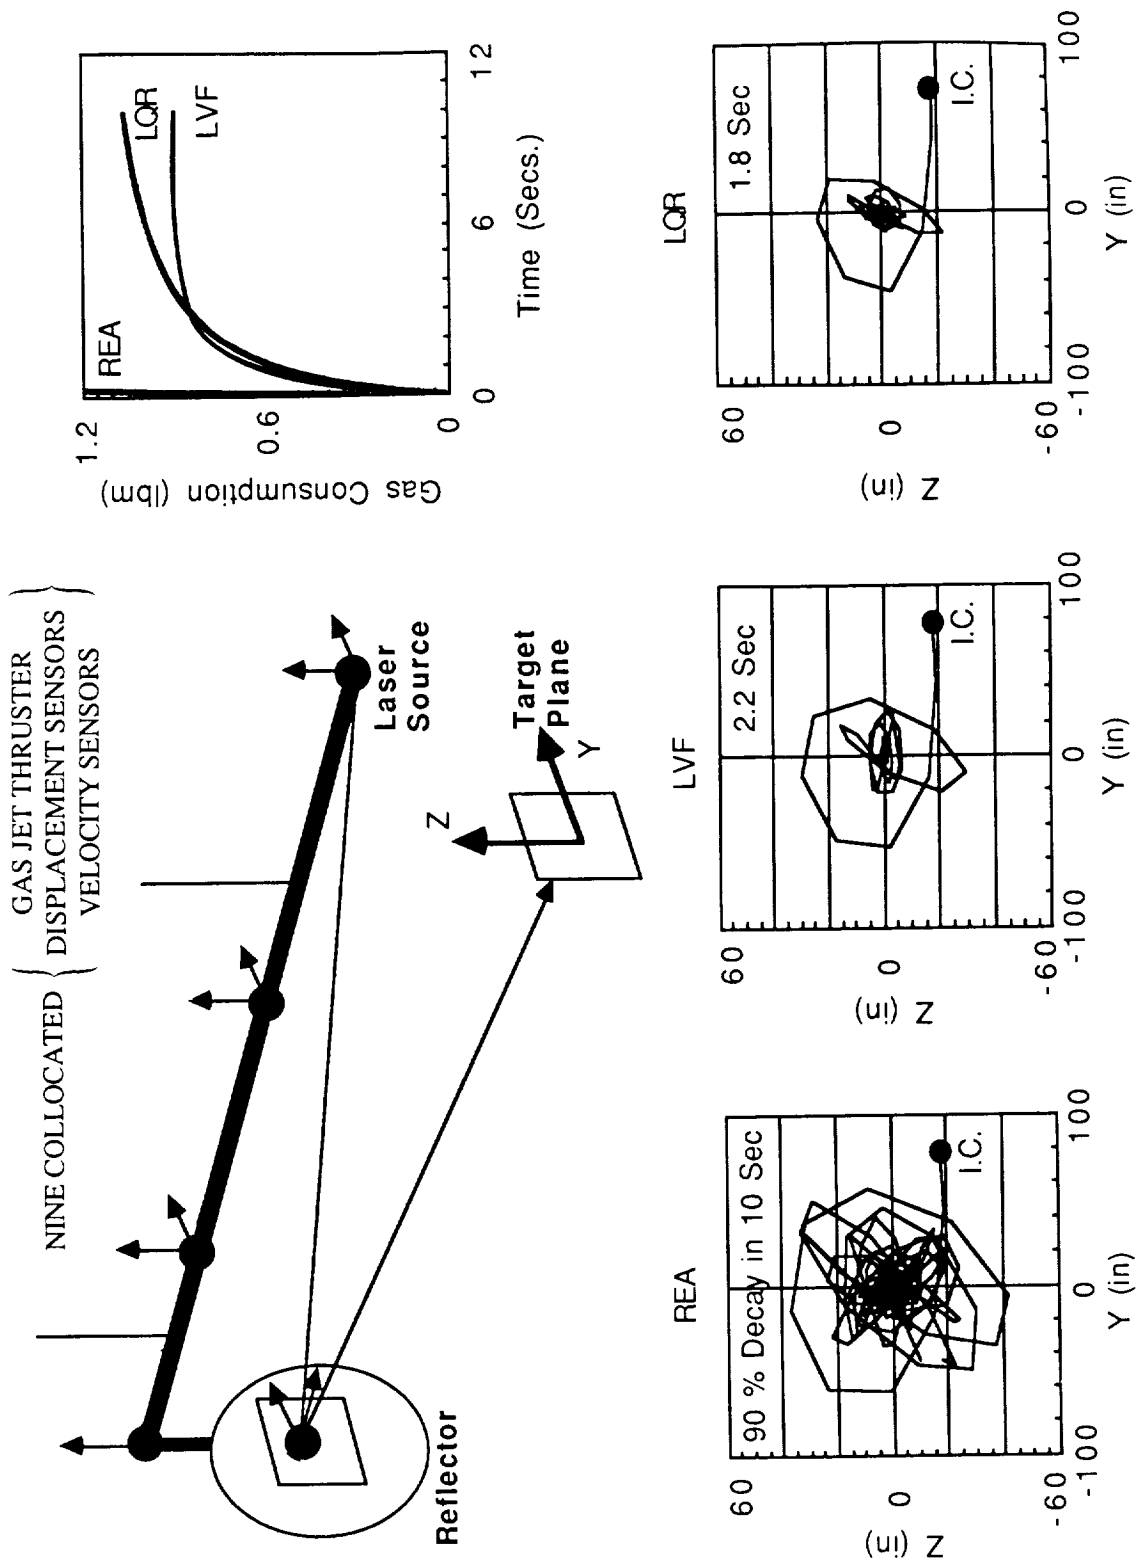 NINE COLLOCATED
GAS JET THRUSTER
DISPLACEMENT SENSORS
VELOCITY SENSORS
Reflector
Laser
Source
Z
Y
Target
Plane
Gas Consumption (lbm)
1.2
0.6
0
REA
LQR
LVF
0
6
12
Time (Secs.)
REA
90 % Decay in 10 Sec
Z (in)
60
0
-60
I.C.
-100
0
100
Y (in)
LVF
2.2 Sec
Z (in)
60
0
-60
I.C.
-100
0
100
Y (in)
LQR
1.8 Sec
Z (in)
60
0
-60
I.C.
-100
0
100
Y (in)